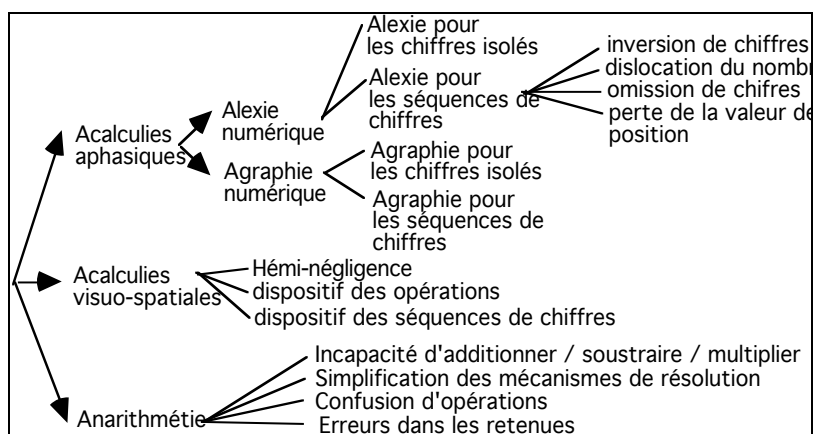 Alexie pour
les chiffres isolés
Alexie pour
les séquences de
chiffres
inversion de chiffres
dislocation du nombr
omission de chifres
perte de la valeur de
position
Acalculies
aphasiques
Alexie
numérique
Agraphie
numérique
Agraphie pour
les chiffres isolés
Agraphie pour
les séquences de
chiffres
Acalculies
visuo-spatiales
Hémi-négligence
dispositif des opérations
dispositif des séquences de chiffres
Anarithmétie
Incapacité d'additionner / soustraire / multiplier
Simplification des mécanismes de résolution
Confusion d'opérations
Erreurs dans les retenues